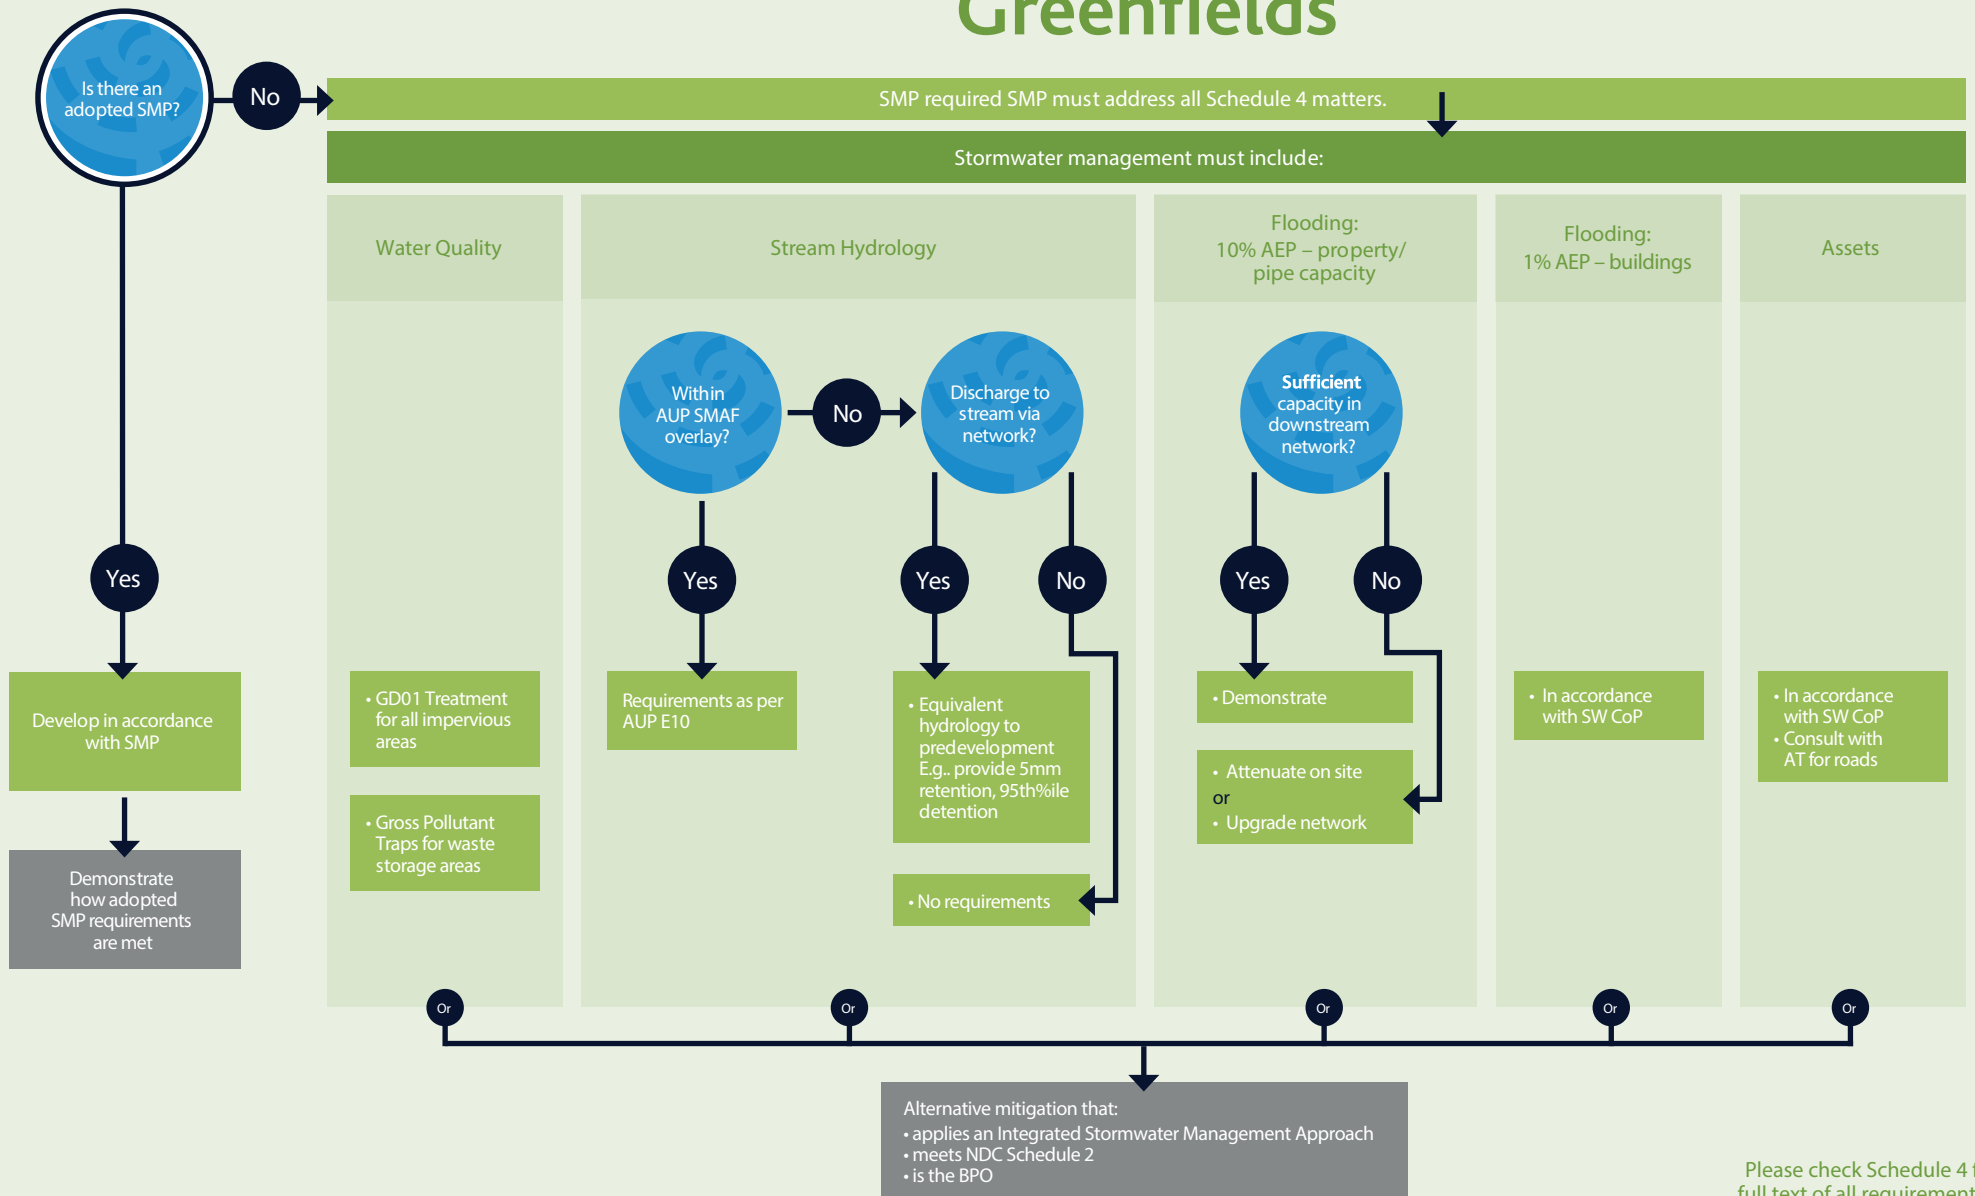 Greenfields
Is there an
adopted SMP?
No
SMP required SMP must address all Schedule 4 matters.
Stormwater management must include:
Water Quality
Stream Hydrology
Flooding:
10% AEP – property/
pipe capacity
Flooding:
1% AEP – buildings
Assets
Within
AUP SMAF
overlay?
No
Discharge to
stream via
network?
Sufficient
capacity in
downstream
network?
Yes
Yes
Yes
No
Yes
No
Develop in accordance
with SMP
Demonstrate
how adopted
SMP requirements
are met
• GD01 Treatment
for all impervious
areas
• Gross Pollutant
Traps for waste
storage areas
Requirements as per
AUP E10
• Equivalent
hydrology to
predevelopment
E.g.. provide 5mm
retention, 95th%ile
detention
• No requirements
• Demonstrate
• Attenuate on site
or
• Upgrade network
• In accordance
with SW CoP
• In accordance
with SW CoP
• Consult with
AT for roads
Or
Or
Or
Or
Or
Alternative mitigation that:
• applies an Integrated Stormwater Management Approach
• meets NDC Schedule 2
• is the BPO
Please check Schedule 4
full text of all requirement